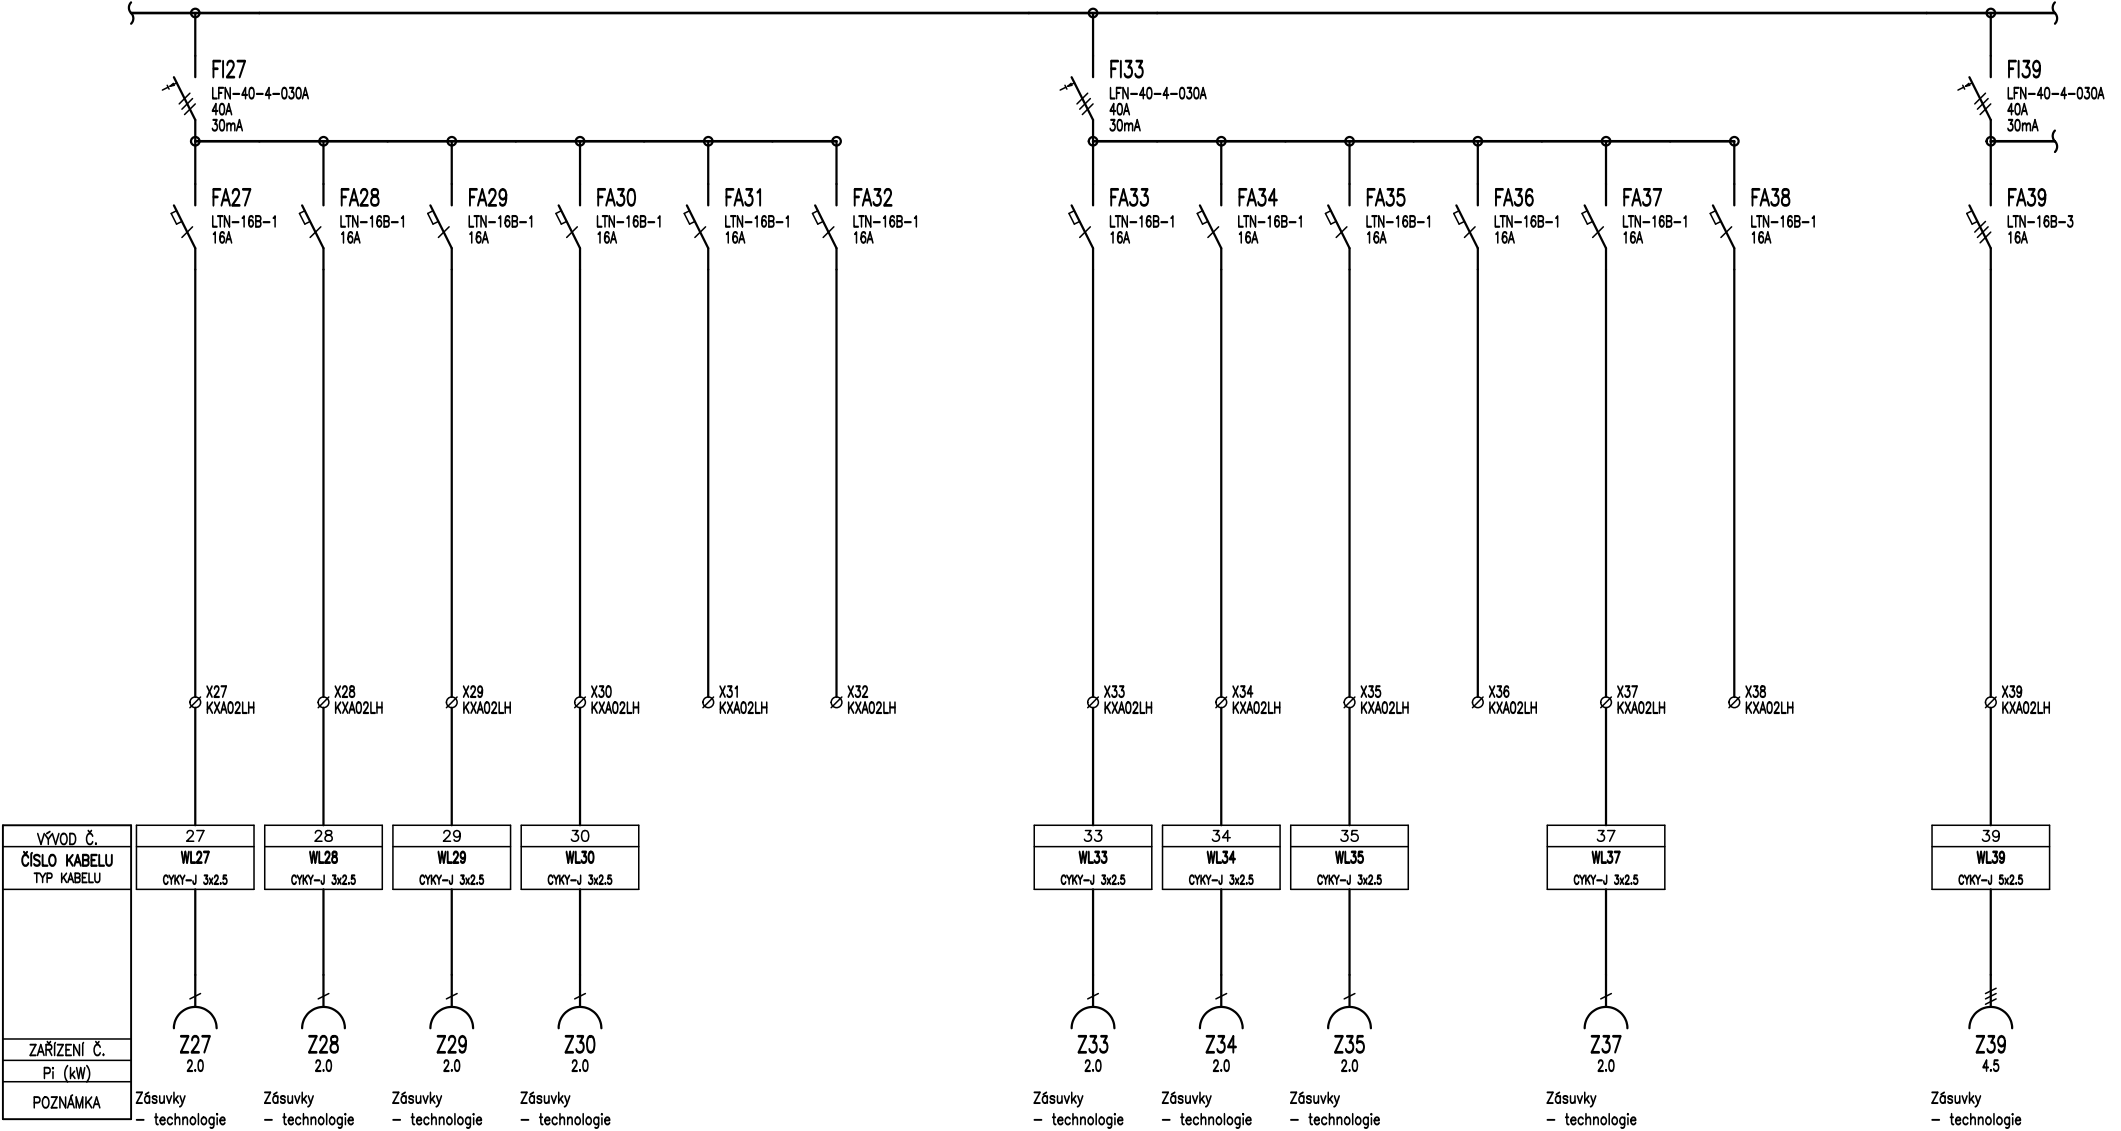 FI27
LFN-40-4-030A
40A
30mA
FI33
LFN-40-4-030A
40A
30mA
FI39
LFN-40-4-030A
40A
30mA
FA27
LTN-16B-1
16A
FA28
LTN-16B-1
16A
FA29
LTN-16B-1
16A
FA30
LTN-16B-1
16A
FA31
LTN-16B-1
16A
FA32
LTN-16B-1
16A
FA33
LTN-16B-1
16A
FA34
LTN-16B-1
16A
FA35
LTN-16B-1
16A
FA36
LTN-16B-1
16A
FA37
LTN-16B-1
16A
FA38
LTN-16B-1
16A
FA39
LTN-16B-3
16A
X27
KXA02LH
X28
KXA02LH
X29
KXA02LH
X30
KXA02LH
X31
KXA02LH
X32
KXA02LH
X33
KXA02LH
X34
KXA02LH
X35
KXA02LH
X36
KXA02LH
X37
KXA02LH
X38
KXA02LH
X39
KXA02LH
VÝVOD Č.
ČÍSLO KABELU
TYP KABELU
27
WL27
CYKY-J 3x2.5
28
WL28
CYKY-J 3x2.5
29
WL29
CYKY-J 3x2.5
30
WL30
CYKY-J 3x2.5
33
WL33
CYKY-J 3x2.5
34
WL34
CYKY-J 3x2.5
35
WL35
CYKY-J 3x2.5
37
WL37
CYKY-J 3x2.5
39
WL39
CYKY-J 5x2.5
ZAŘÍZENÍ Č.
Pi (kW)
POZNÁMKA
Z27
2.0
Zásuvky
- technologie
Z28
2.0
Zásuvky
- technologie
Z29
2.0
Zásuvky
- technologie
Z30
2.0
Zásuvky
- technologie
Z33
2.0
Zásuvky
- technologie
Z34
2.0
Zásuvky
- technologie
Z35
2.0
Zásuvky
- technologie
Z37
2.0
Zásuvky
- technologie
Z39
4.5
Zásuvky
- technologie